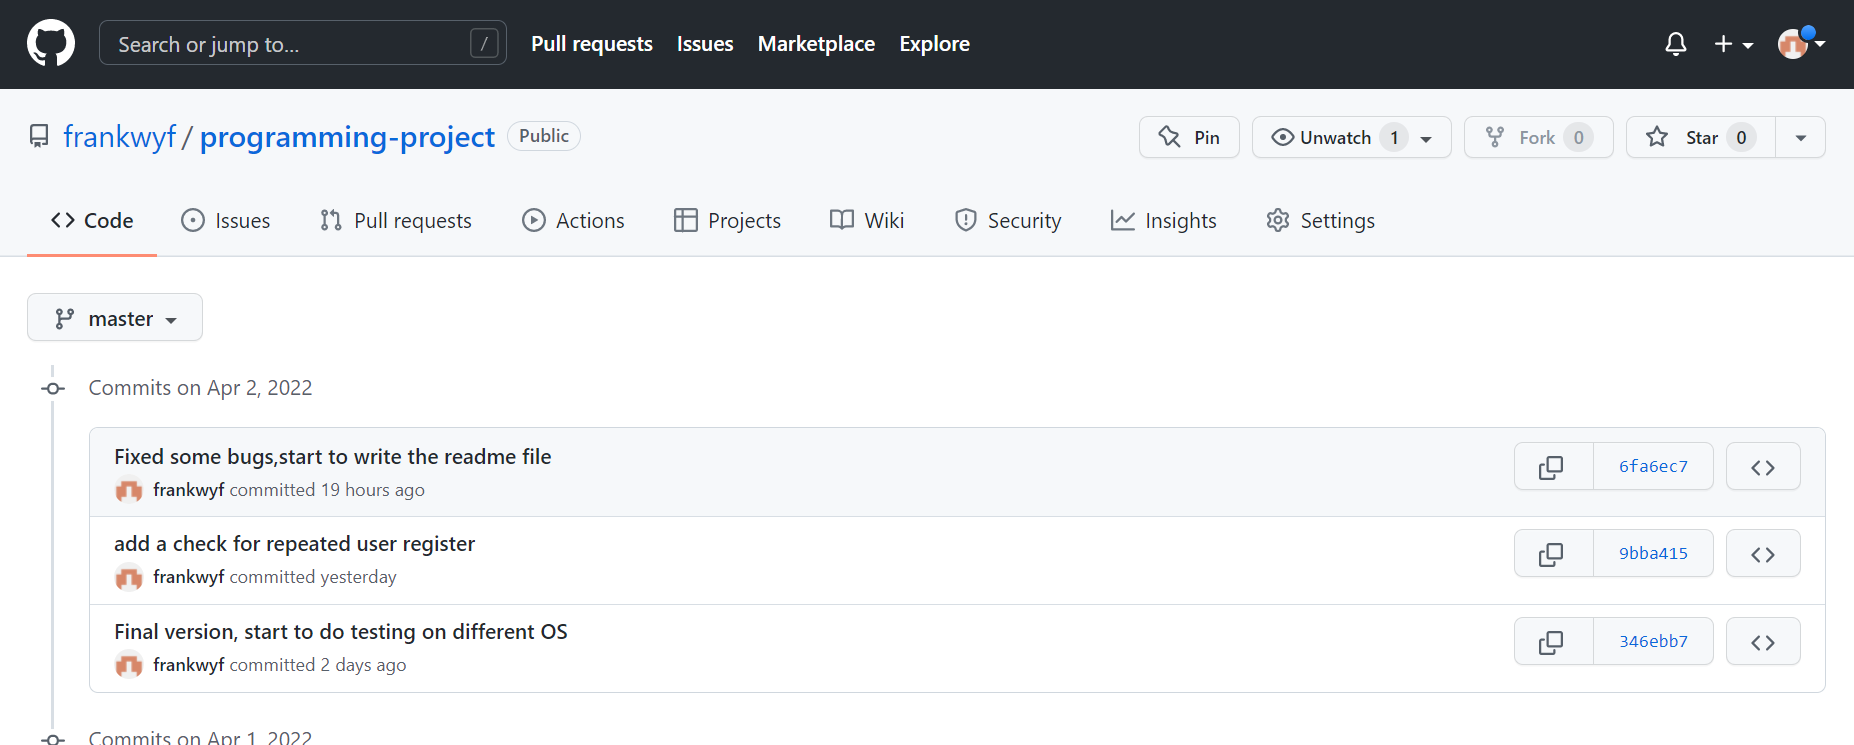 Search or jump to... / Pull requests Issues Marketplace Explore
frankwyf / programming-project Public Pin Unwatch 1 Fork 0 Star 0
Code Issues Pull requests Actions Projects Wiki Security Insights Settings
master
Commits on Apr 2, 2022
Fixed some bugs,start to write the readme file
frankwyf committed 19 hours ago
6fa6ec7
add a check for repeated user register
frankwyf committed yesterday
9bba415
Final version, start to do testing on different OS
frankwyf committed 2 days ago
346ebb7
Commits on Apr 1, 2022